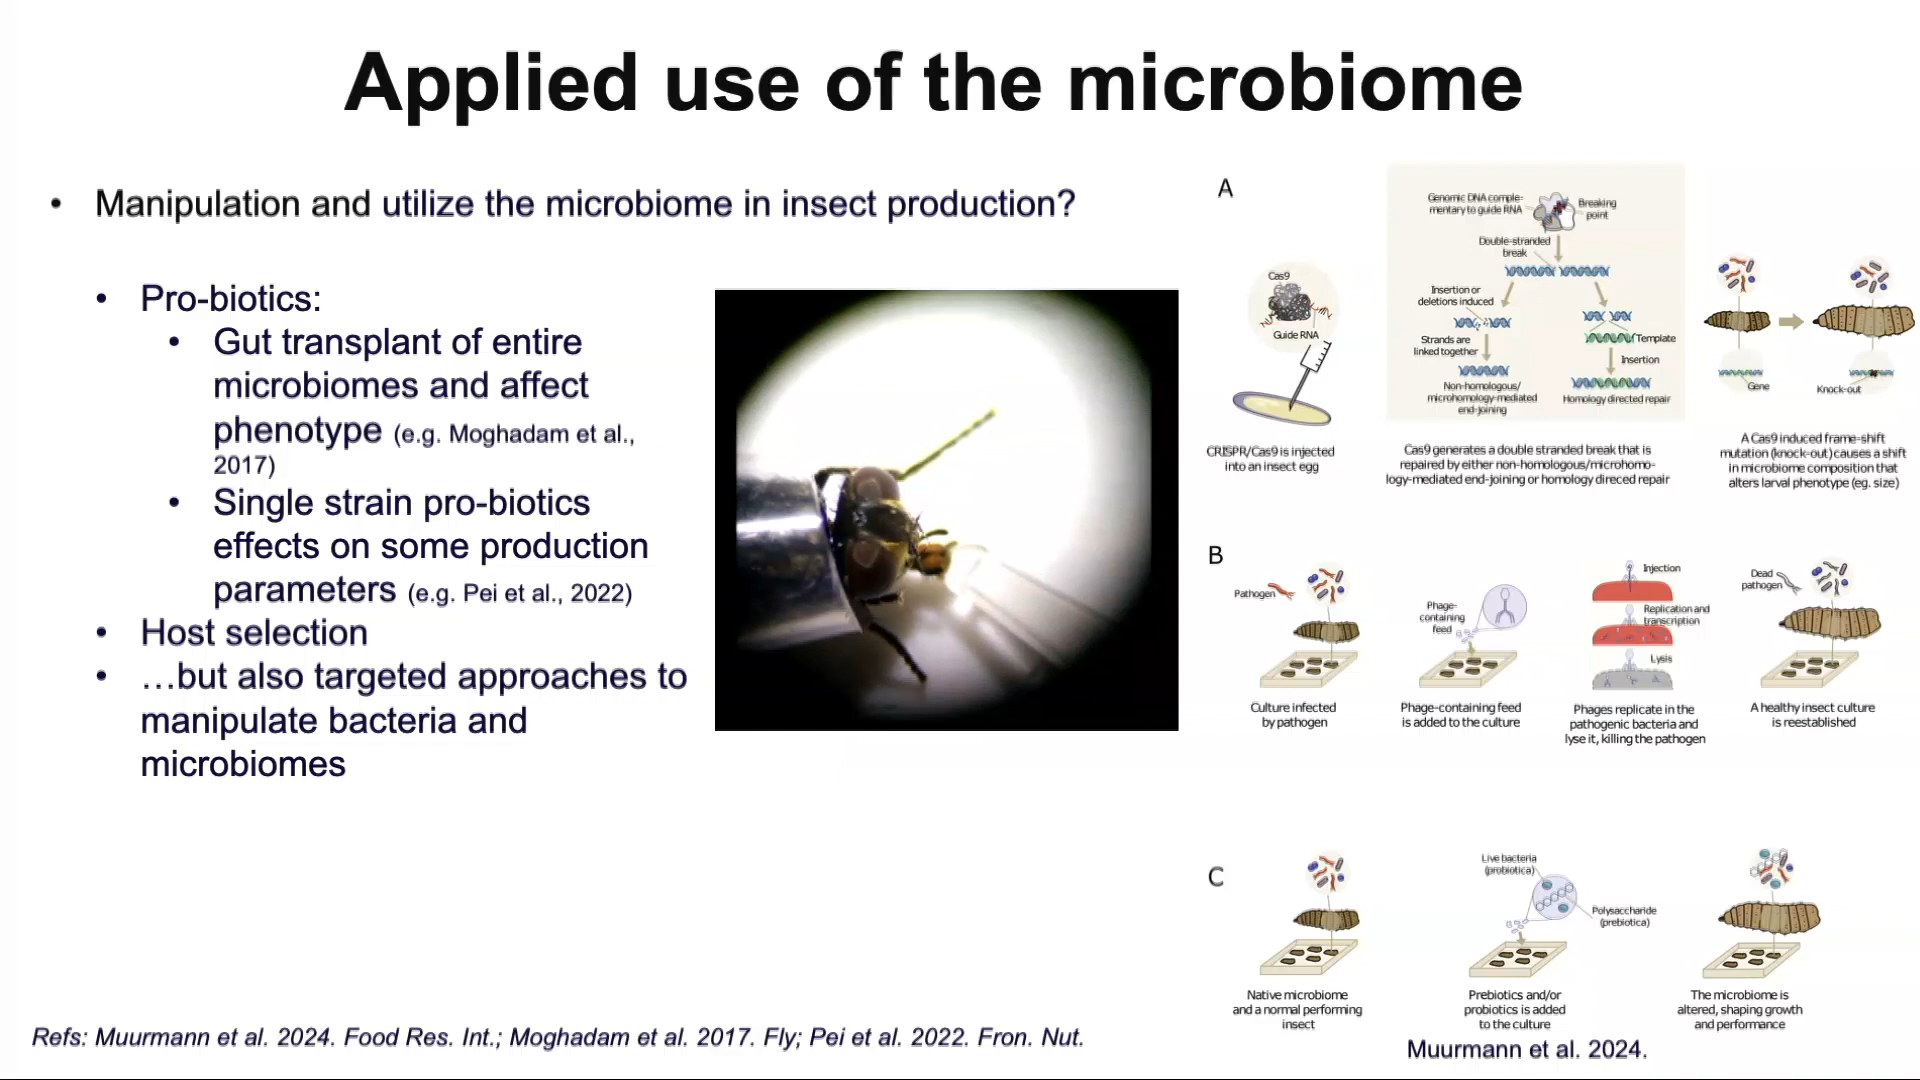 Applied use of the microbiome
• Manipulation and utilize the microbiome in insect production?
• Pro-biotics:
• Gut transplant of entire
microbiomes and affect
phenotype (e.g. Moghadam et al.,
2017)
• Single strain pro-biotics
effects on some production
parameters (e.g. Pei et al., 2022)
• Host selection
• …but also targeted approaches to
manipulate bacteria and
microbiomes
A
Cas9
Guide RNA
CRISPR/Cas9 is injected
into an insect egg
Genomic DNA comple-
mentary to guide RNA
Breaking
point
Double-stranded
break
Insertion or
deletions induced
Strands are
linked together
Non-homologous/
microhomology-mediated
end-joining
Template
Insertion
Homology directed repair
Cas9 generates a double stranded break that is
repaired by either non-homologous/microhomo-
logy-mediated end-joining or homology direced repair
Gene
Knock-out
A Cas9 induced frame-shift
mutation (knock-out) causes a shift
in microbiome composition that
alters larval phenotype (eg. size)
B
Pathogen
Culture infected
by pathogen
Phage-
containing
feed
Phage-containing feed
is added to the culture
Injection
Replication and
transcription
Lysis
Phages replicate in the
pathogenic bacteria and
lyse it, killing the pathogen
Dead
pathogen
A healthy insect culture
is reestablished
C
Native microbiome
and a normal performing
insect
Live bacteria
(probiotica)
Polysaccharide
(prebiotica)
Prebiotics and/or
probiotics is added
to the culture
The microbiome is
altered, shaping growth
and performance
Refs: Muurmann et al. 2024. Food Res. Int.; Moghadam et al. 2017. Fly; Pei et al. 2022. Fron. Nut.
Muurmann et al. 2024.